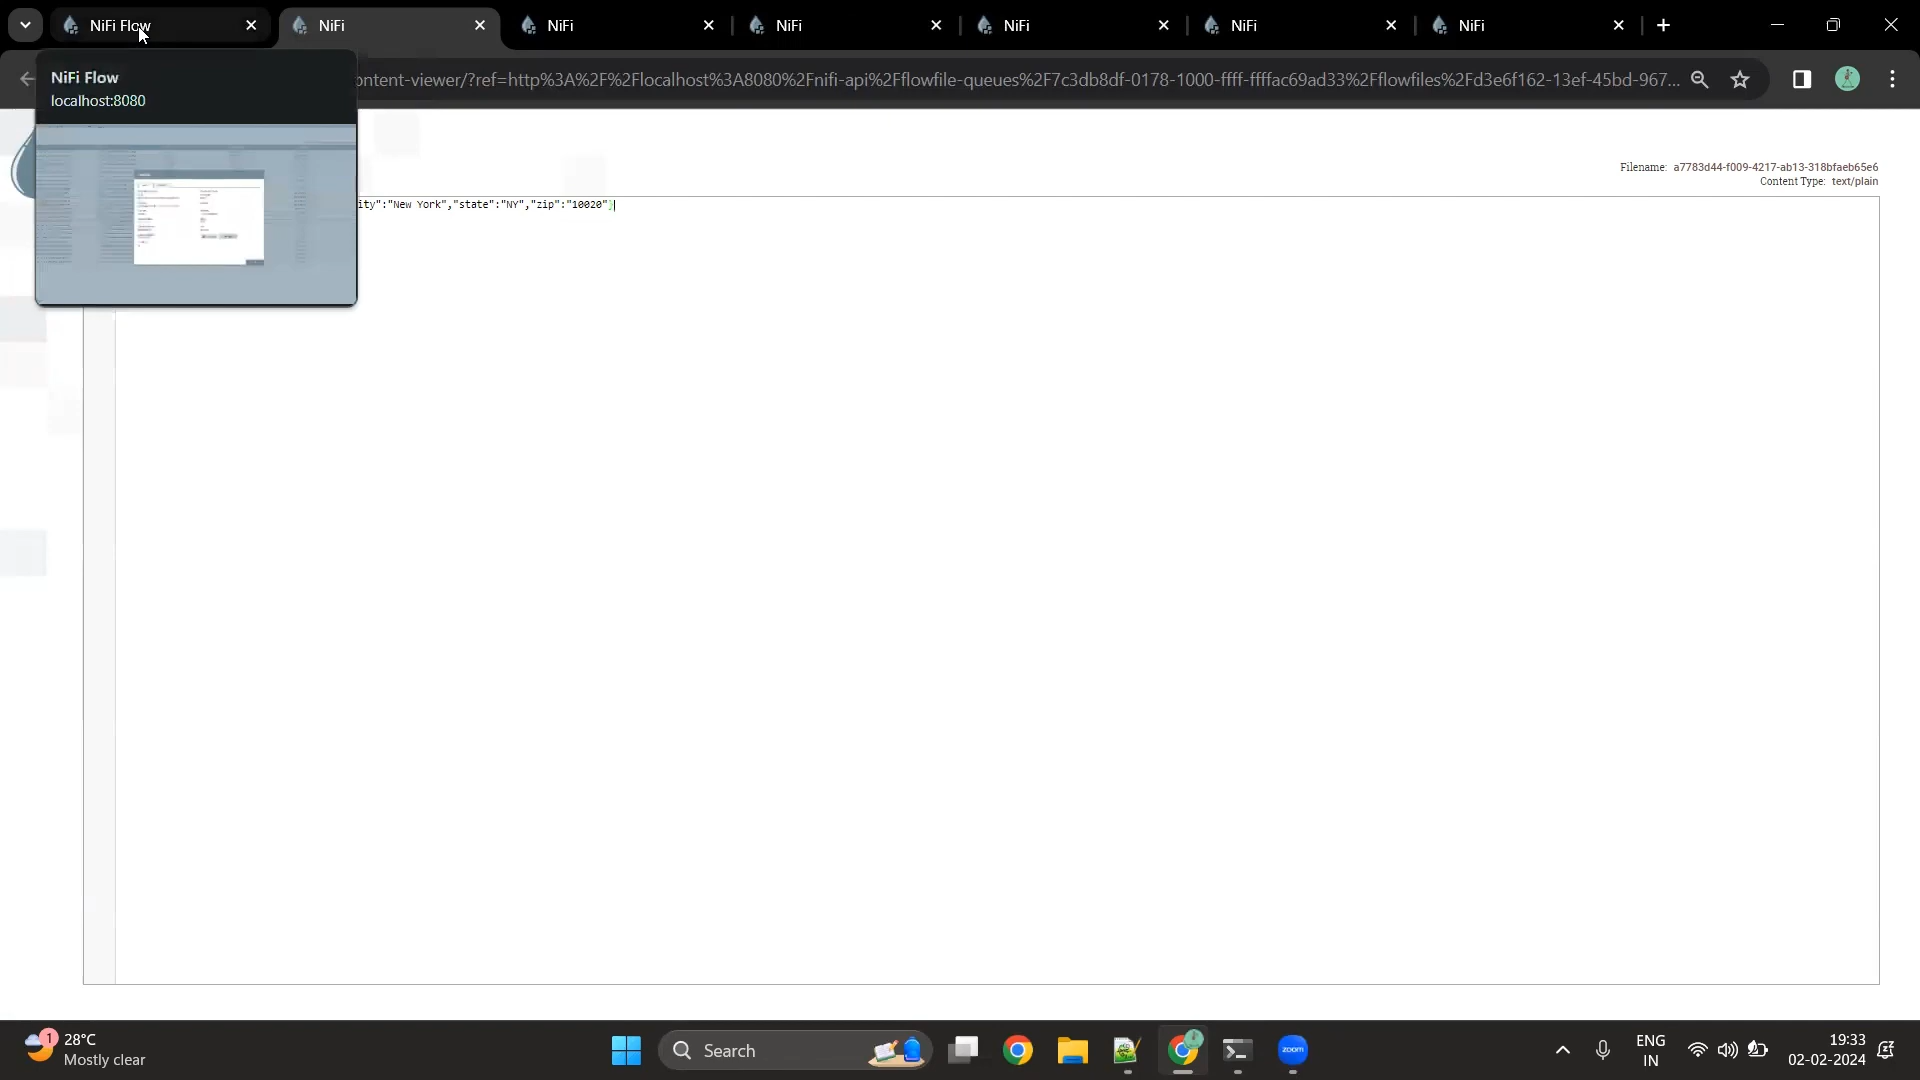 NiFi Flow
NiFi
NiFi
NiFi
NiFi
NiFi
NiFi
ontent-viewer/?ref=http%3A%2F%2Flocalhost%3A8080%2Fnifi-api%2Fflowfile-queues%2F7c3db8df-0178-1000-ffff-ffffac69ad33%2Fflowfiles%2Fd3e6f162-13ef-45bd-967...
NiFi Flow
localhost:8080
Filename: a7783d44-f009-4217-ab13-318bfaeb65e6
Content Type: text/plain
ity":"New York","state":"NY","zip":"10020"}
1
28°C
Mostly clear
Search
zoom
ENG
IN
19:33
02-02-2024